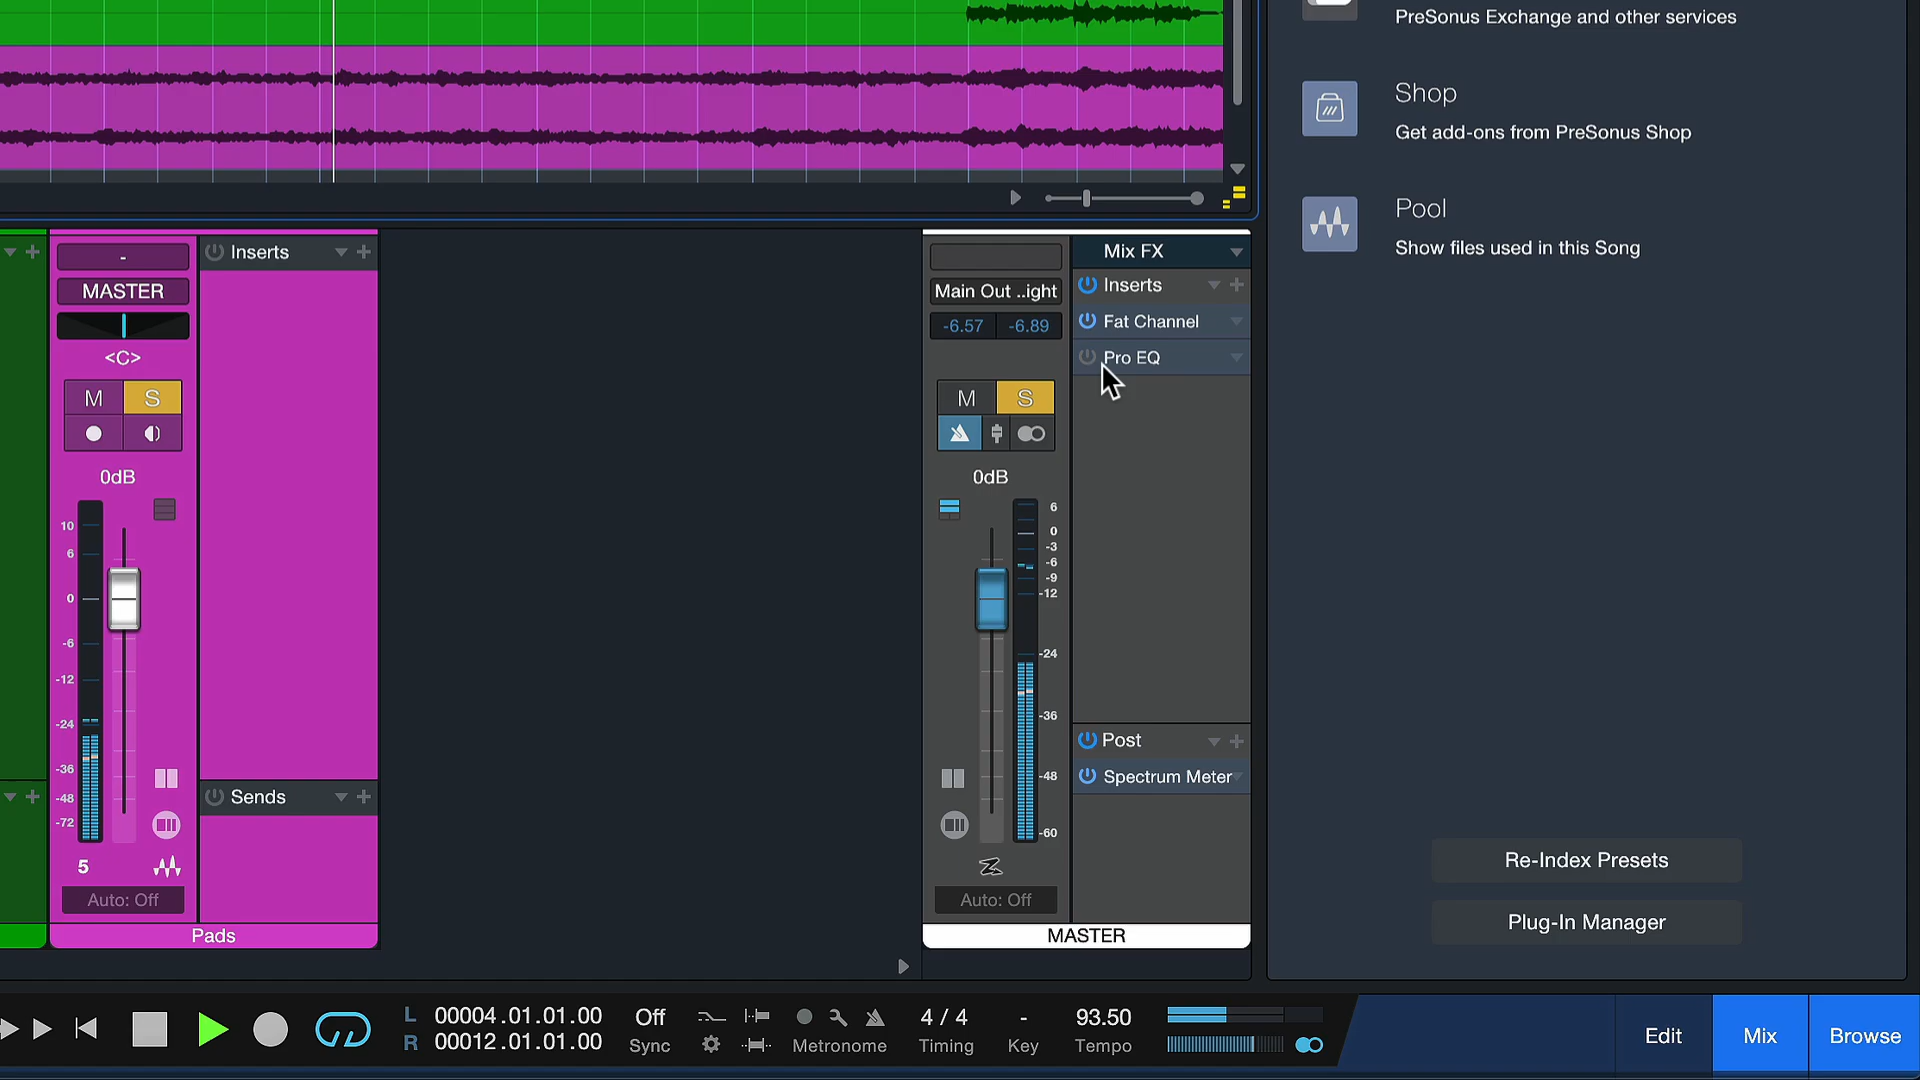 PreSonus Exchange and other services
Shop
Get add-ons from PreSonus Shop
Pool
Show files used in this Song
-
Inserts
MASTER
<C>
M
S
0dB
10
6
0
-6
-12
-24
-36
-48
-72
5
Auto: Off
Sends
Pads
Mix FX
Main Out ..ight
Inserts
-6.57
-6.89
Fat Channel
Pro EQ
M
S
0dB
6
0
-3
-6
-9
-12
-24
-36
-48
-60
Post
Spectrum Meter
Auto: Off
MASTER
Re-Index Presets
Plug-In Manager
L 00004.01.01.00
R 00012.01.01.00
Off
Sync
Metronome
4 / 4
Timing
-
Key
93.50
Tempo
Edit
Mix
Browse